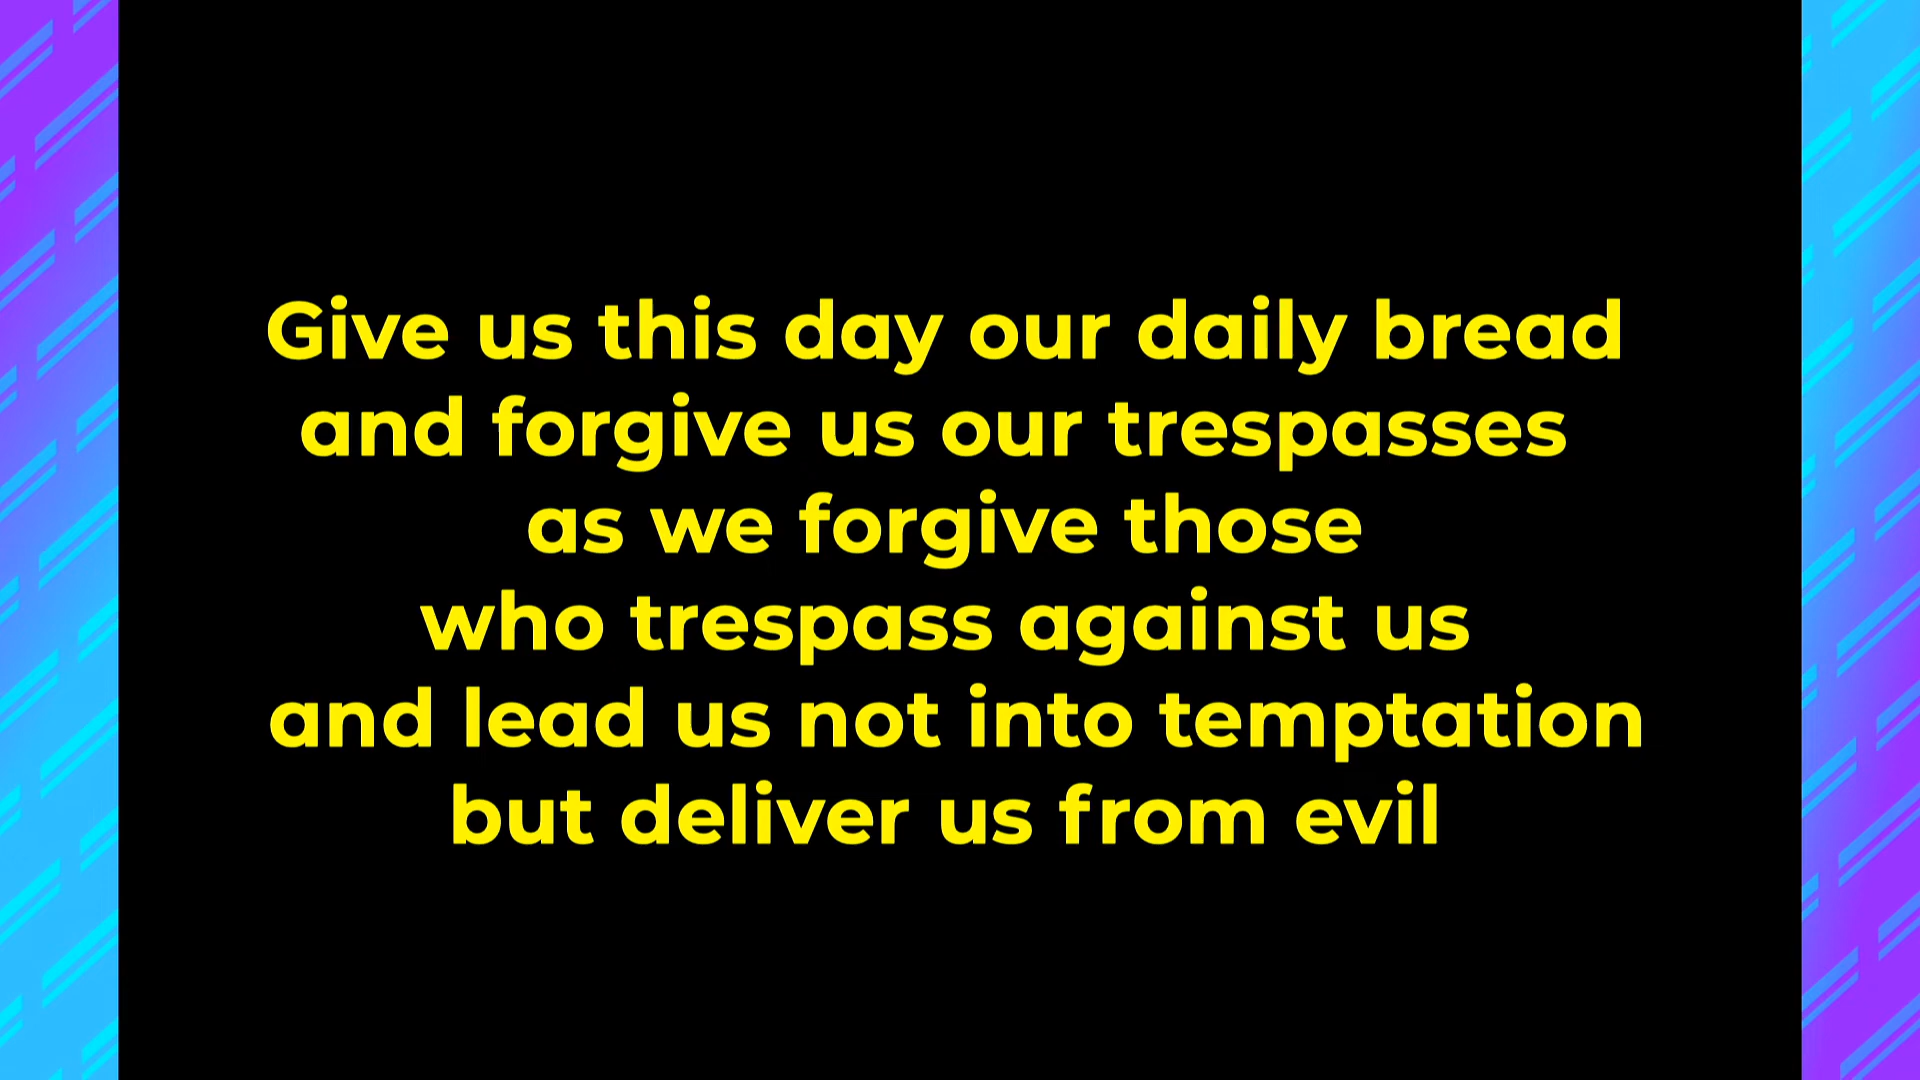 Give us this day our daily bread
and forgive us our trespasses
as we forgive those
who trespass against us
and lead us not into temptation
but deliver us from evil